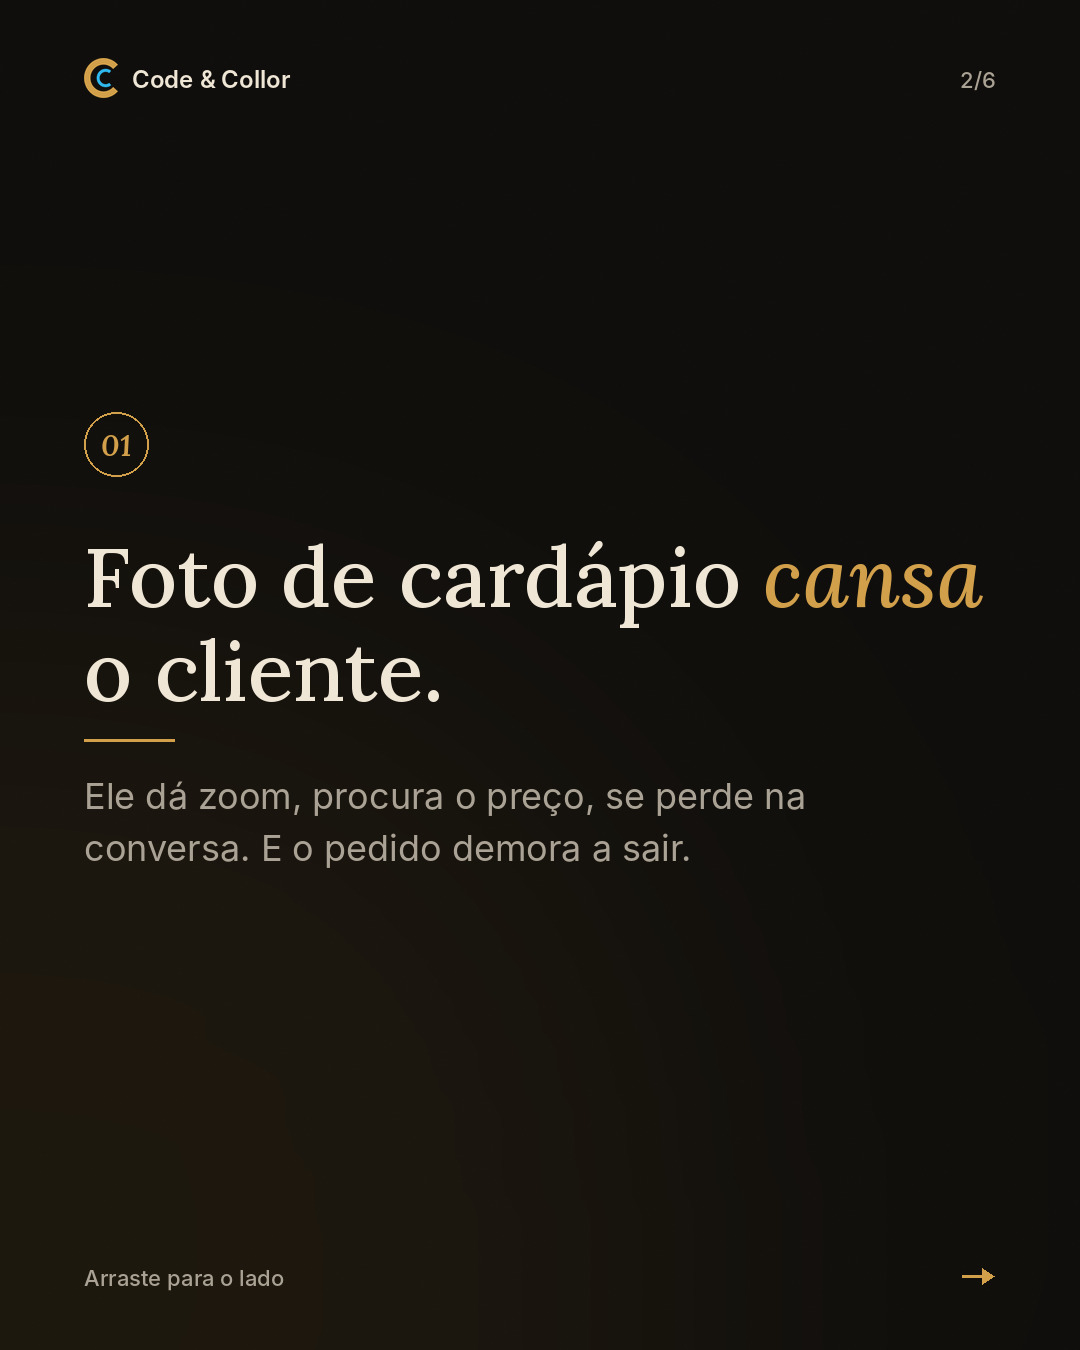 Code & Collor
2/6
01
Foto de cardápio cansa
o cliente.
Ele dá zoom, procura o preço, se perde na
conversa. E o pedido demora a sair.
Arraste para o lado